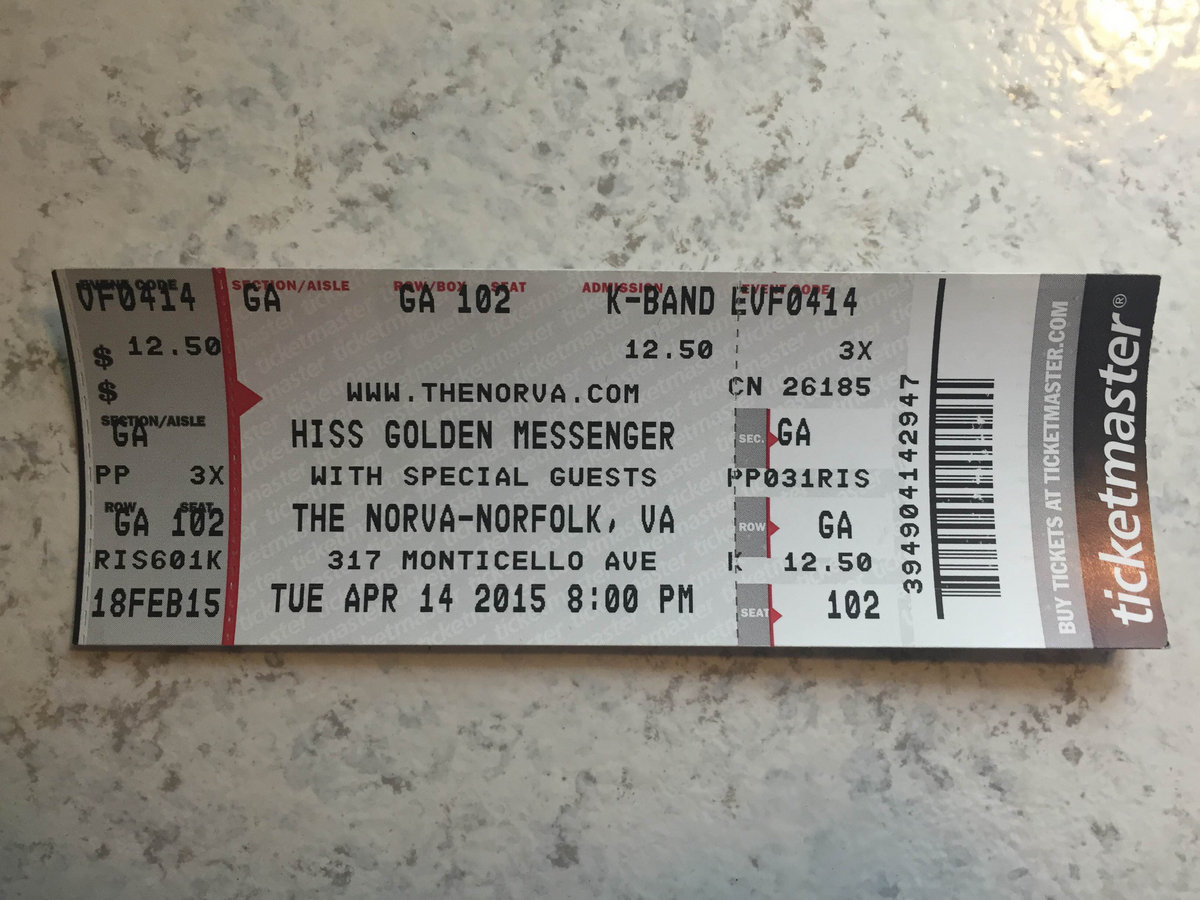 EVENT CODE
VF0414
$ 12.50
$
SECTION/AISLE
GA
PP 3X
ROW SEAT
GA 102
RIS601K
18FEB15
SECTION/AISLE ROW/BOX SEAT ADMISSION
GA GA 102 K-BAND
12.50
WWW.THENORVA.COM
HISS GOLDEN MESSENGER
WITH SPECIAL GUESTS
THE NORVA-NORFOLK, VA
317 MONTICELLO AVE
TUE APR 14 2015 8:00 PM
EVENT CODE
EVF0414
3X
CN 26185
SEC. GA
PP031RIS
ROW GA
K 12.50
SEAT 102
394904142947
BUY TICKETS AT TICKETMASTER.COM
ticketmaster®